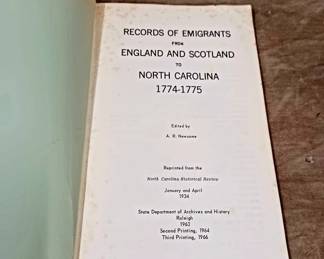 RECORDS OF EMIGRANTS
FROM
ENGLAND AND SCOTLAND
TO
NORTH CAROLINA
1774-1775
Edited by
A. R. Newsome
Reprinted from the
North Carolina Historical Review
January and April
1934
State Department of Archives and History
Raleigh
1962
Second Printing, 1964
Third Printing, 1966